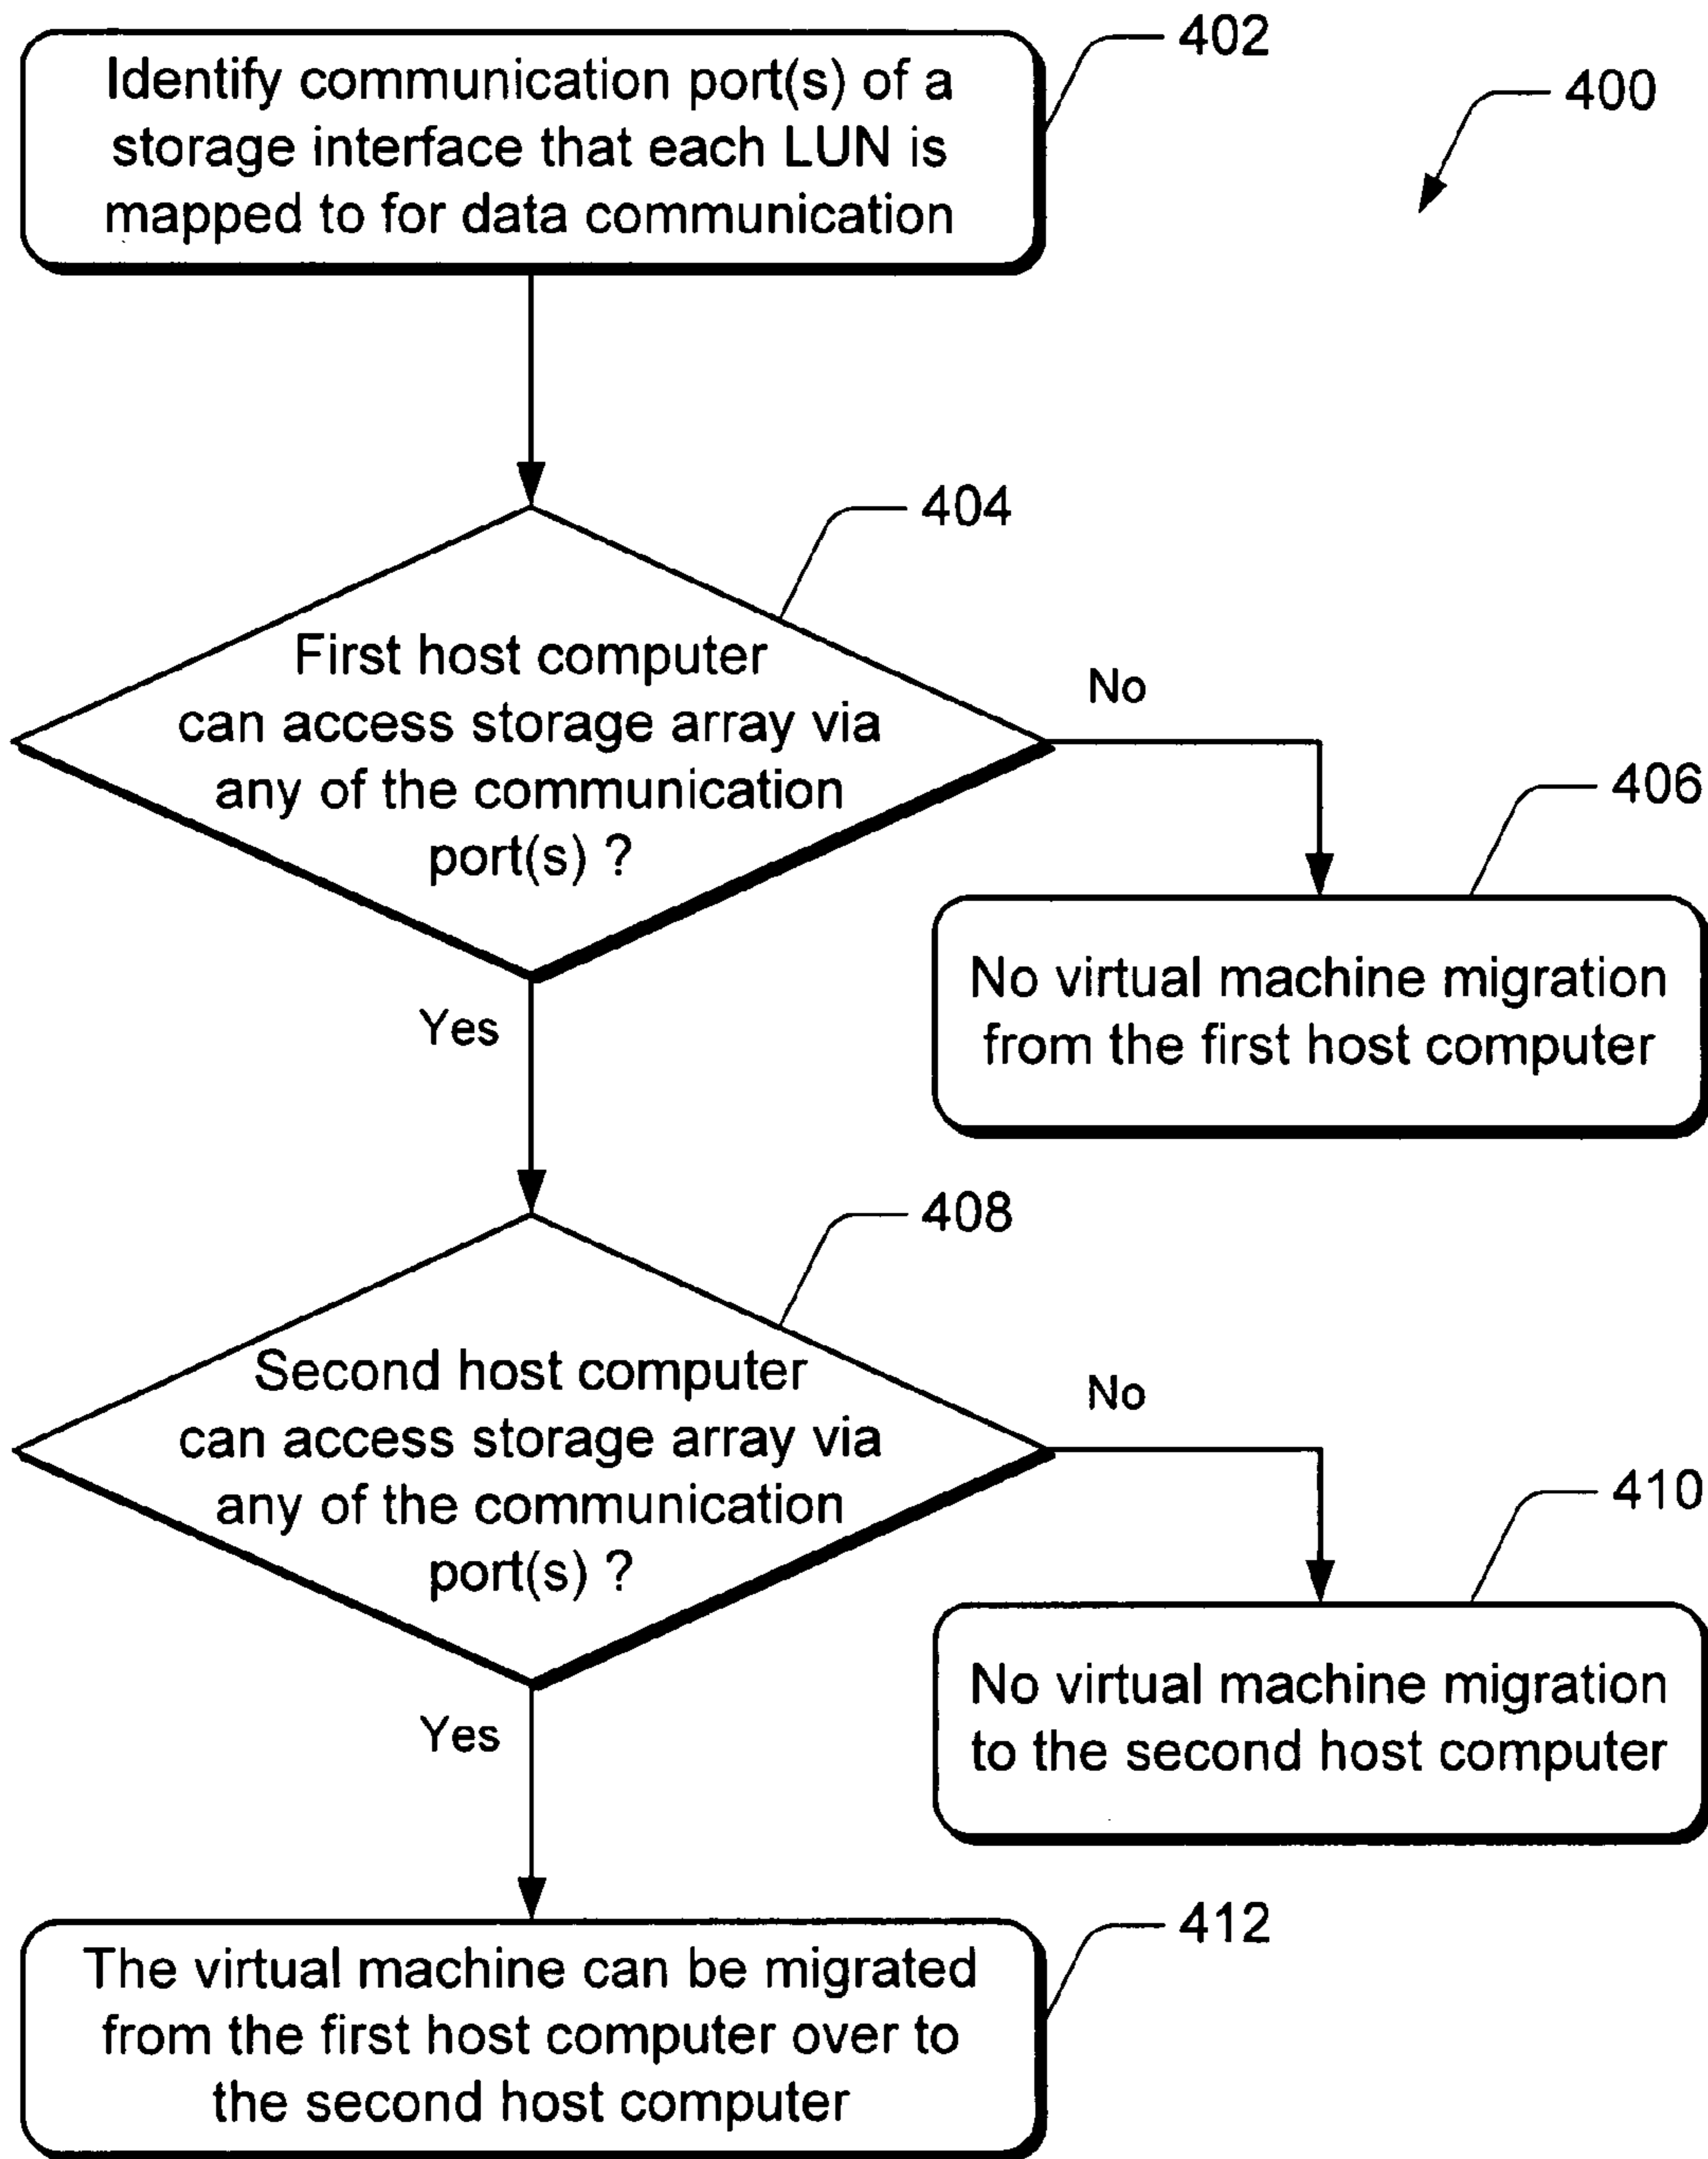 402
400
Identify communication port(s) of a
storage interface that each LUN is
mapped to for data communication
404
First host computer
can access storage array via
any of the communication
port(s) ?
No
406
No virtual machine migration
from the first host computer
Yes
408
Second host computer
can access storage array via
any of the communication
port(s) ?
No
410
No virtual machine migration
to the second host computer
Yes
412
The virtual machine can be migrated
from the first host computer over to
the second host computer